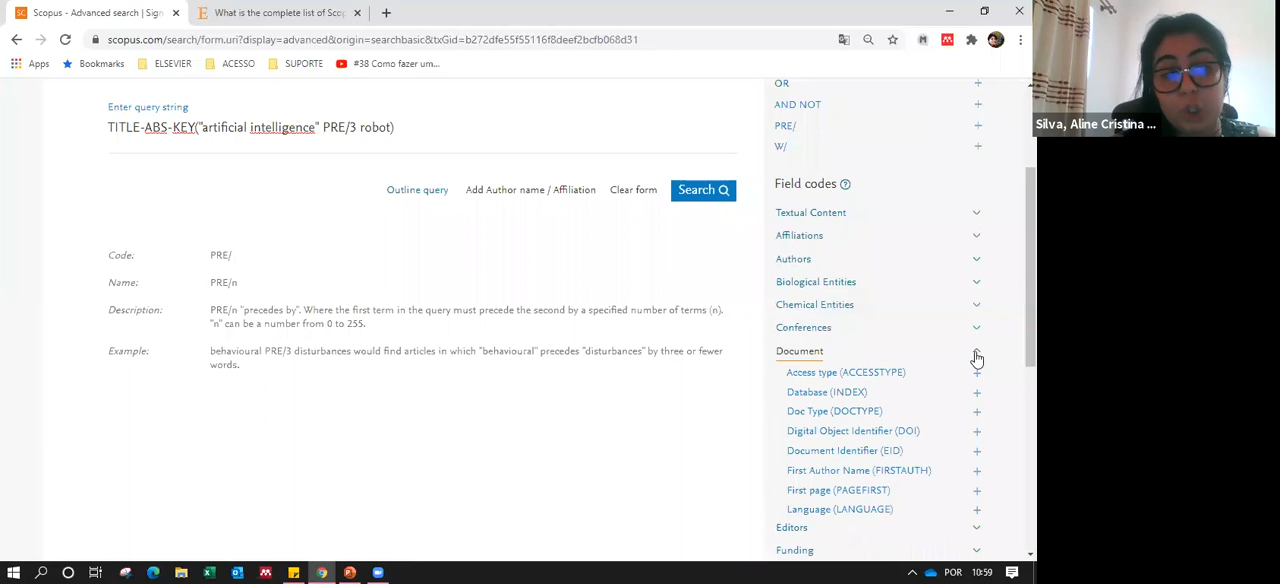 Scopus - Advanced search | Sign
What is the complete list of Scop
scopus.com/search/form.uri?display=advanced&origin=searchbasic&txGid=b272dfe55f55116f8deef2bcfb068d31
Apps
Bookmarks
ELSEVIER
ACESSO
SUPORTE
#38 Como fazer um...
Silva, Aline Cristina ...
Enter query string
TITLE-ABS-KEY("artificial intelligence" PRE/3 robot)
Outline query
Add Author name / Affiliation
Clear form
Search
Code:
PRE/
Name:
PRE/n
Description:
PRE/n "precedes by". Where the first term in the query must precede the second by a specified number of terms (n).
"n" can be a number from 0 to 255.
Example:
behavioural PRE/3 disturbances would find articles in which "behavioural" precedes "disturbances" by three or fewer
words.
OR
AND NOT
PRE/
W/
Field codes
Textual Content
Affiliations
Authors
Biological Entities
Chemical Entities
Conferences
Document
Access type (ACCESSTYPE)
Database (INDEX)
Doc Type (DOCTYPE)
Digital Object Identifier (DOI)
Document Identifier (EID)
First Author Name (FIRSTAUTH)
First page (PAGEFIRST)
Language (LANGUAGE)
Editors
Funding
POR
10:59